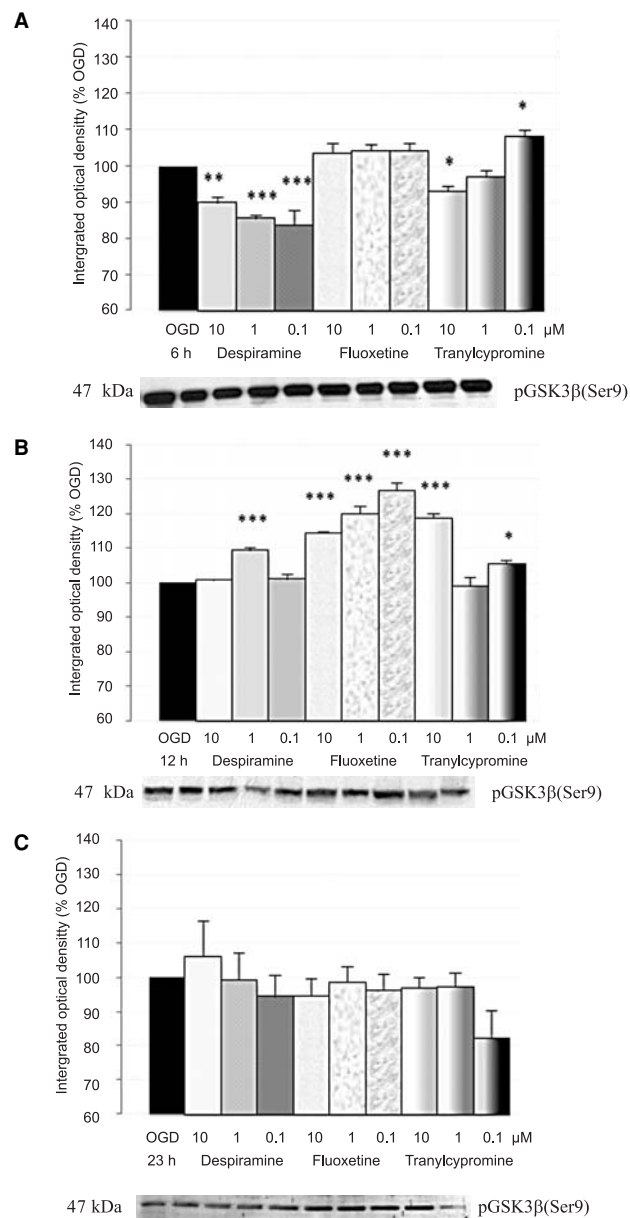 A
Intergrated optical densitty (% OGD)
140
130
120
110
100
90
80
70
60
** *** *** * *
OGD 10 1 0.1 10 1 0.1 10 1 0.1 µM
6 h Despiramine Fluoxetine Tranylcypromine
47 kDa pGSK3β(Ser9)
B
Intergrated optical densitty (% OGD)
140
130
120
110
100
90
80
70
60
*** *** *** *** *** *
OGD 10 1 0.1 10 1 0.1 10 1 0.1 µM
12 h Despiramine Fluoxetine Tranylcypromine
47 kDa pGSK3β(Ser9)
C
Intergrated optical densitty (% OGD)
140
130
120
110
100
90
80
70
60
OGD 10 1 0.1 10 1 0.1 10 1 0.1 µM
23 h Despiramine Fluoxetine Tranylcypromine
47 kDa pGSK3β(Ser9)